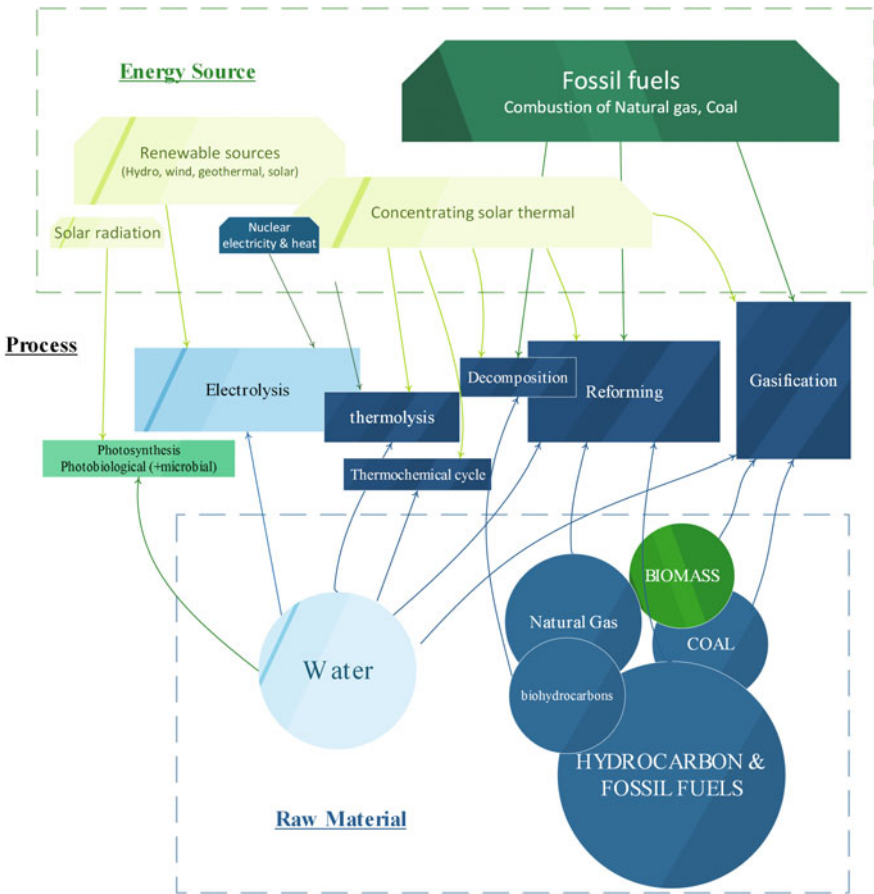 Energy Source
Fossil fuels
Combustion of Natural gas, Coal
Renewable sources
(Hydro, wind, geothermal, solar)
Solar radiation
Nuclear
electricity & heat
Concentrating solar thermal
Process
Electrolysis
thermolysis
Decomposition
Reforming
Gasification
Photosynthesis
Photobiological (+microbial)
Thermochemical cycle
BIOMASS
Natural Gas
COAL
Water
biohydrocarbons
HYDROCARBON &
FOSSIL FUELS
Raw Material